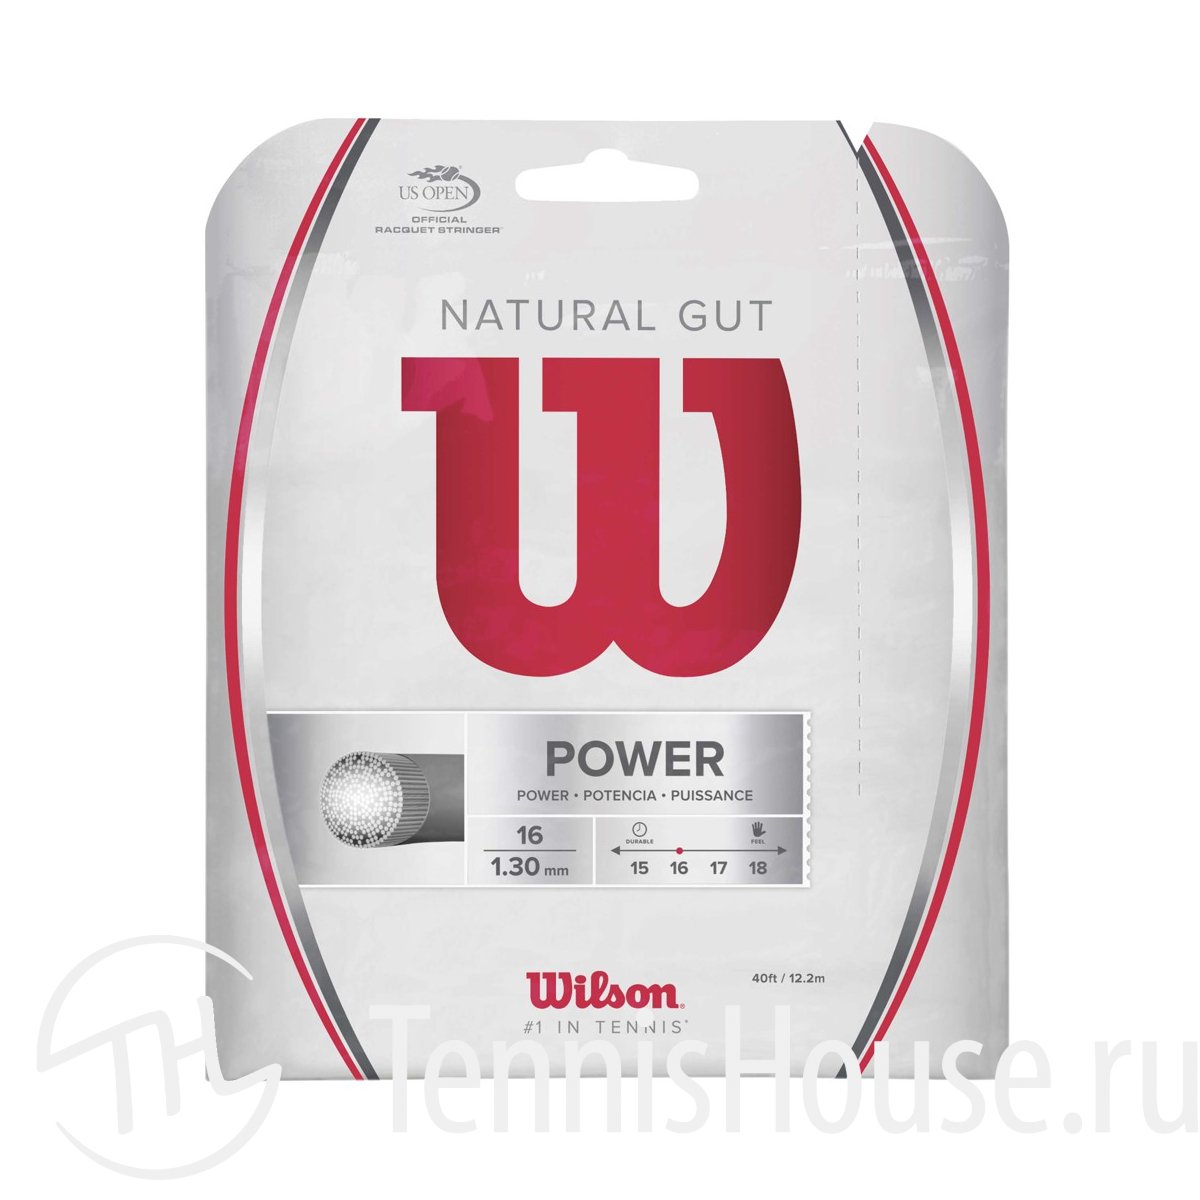 US OPEN
OFFICIAL
RACQUET STRINGER
NATURAL GUT
W
POWER
POWER • POTENCIA • PUISSANCE
16
1.30 mm
DURABLE FEEL
15 16 17 18
40ft / 12.2m
Wilson
#1 IN TENNIS
TH
TennisHouse.ru